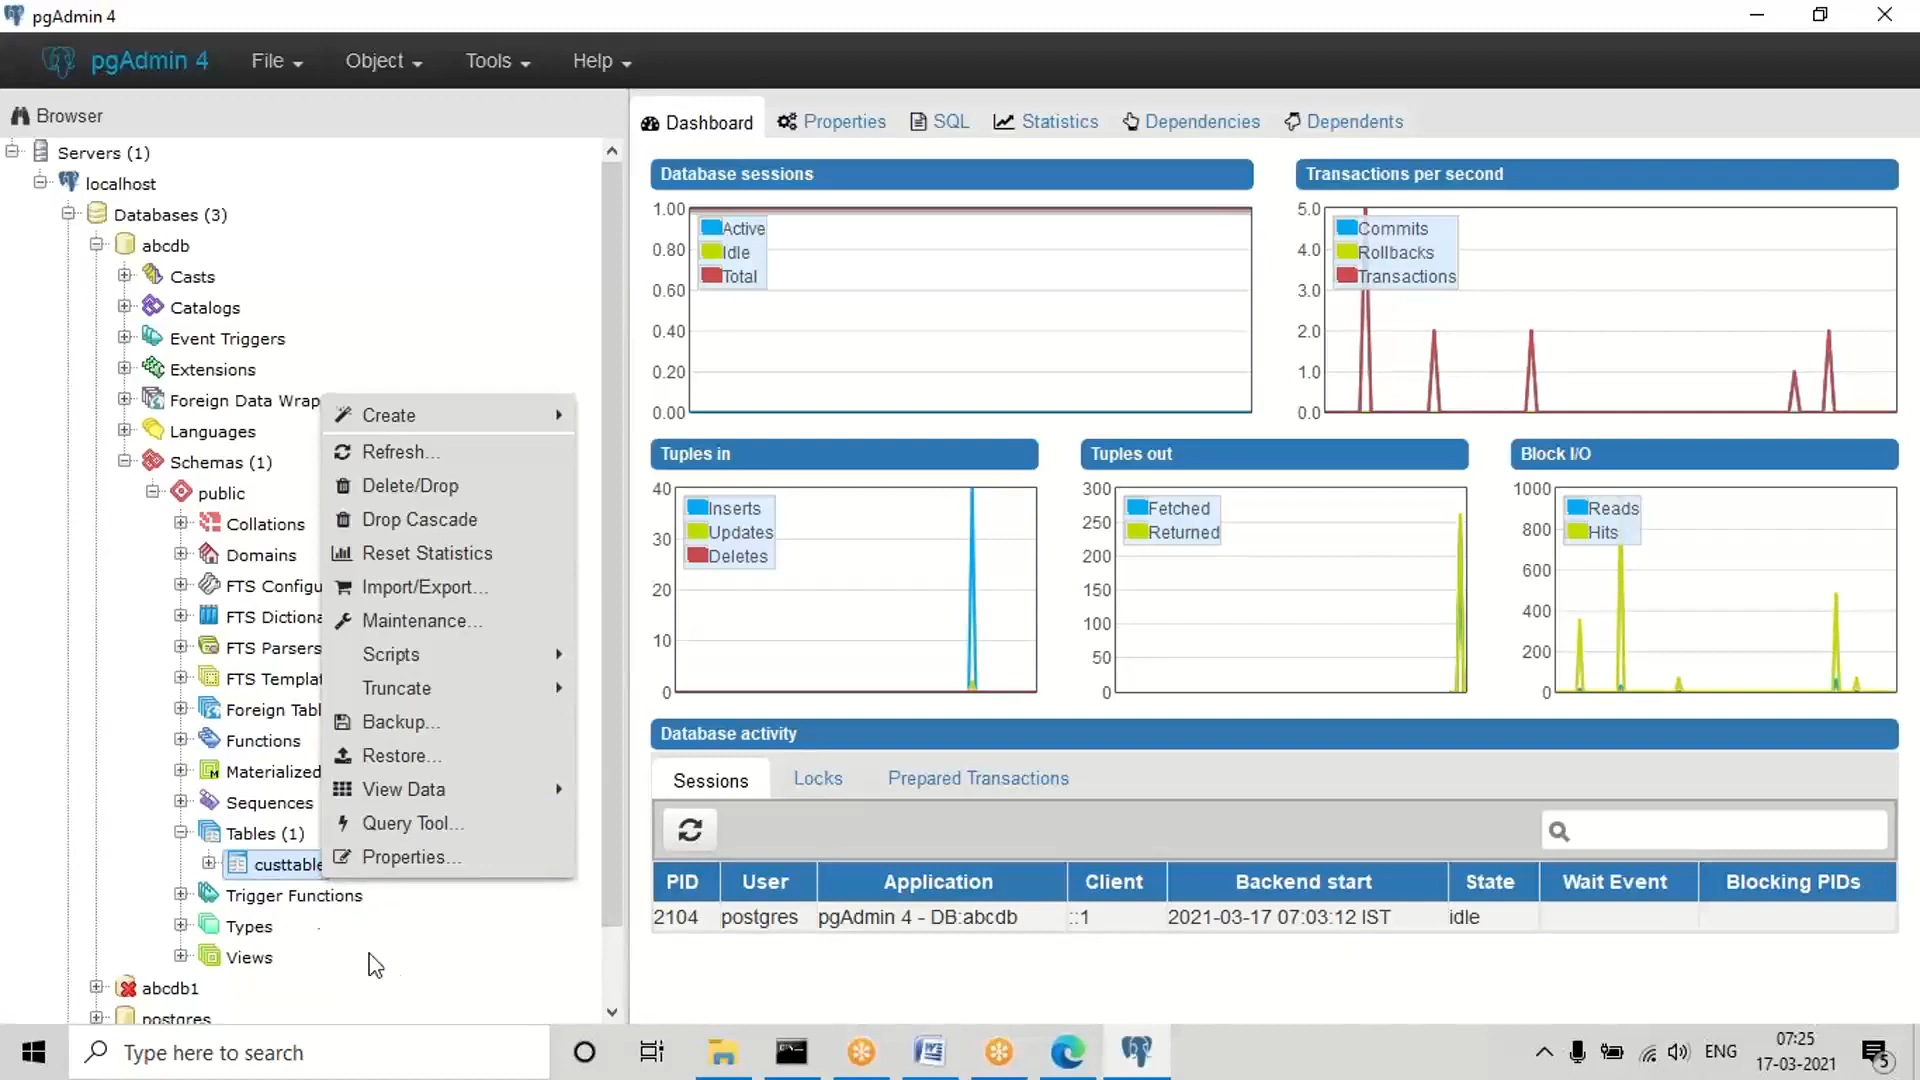 pgAdmin 4
pgAdmin 4 File Object Tools Help
Browser
Servers (1)
localhost
Databases (3)
abcdb
Casts
Catalogs
Event Triggers
Extensions
Foreign Data Wrap
Languages
Schemas (1)
public
Collations
Domains
FTS Configu
FTS Dictiona
FTS Parsers
FTS Templat
Foreign Tabl
Functions
Materialized
Sequences
Tables (1)
custtable
Trigger Functions
Types
Views
abcdb1
postgres
Create
Refresh...
Delete/Drop
Drop Cascade
Reset Statistics
Import/Export...
Maintenance...
Scripts
Truncate
Backup...
Restore...
View Data
Query Tool...
Properties...
Dashboard Properties SQL Statistics Dependencies Dependents
Database sessions
1.00
0.80
0.60
0.40
0.20
0.00
Active
Idle
Total
Transactions per second
5.0
4.0
3.0
2.0
1.0
0.0
Commits
Rollbacks
Transactions
Tuples in
40
30
20
10
0
Inserts
Updates
Deletes
Tuples out
300
250
200
150
100
50
0
Fetched
Returned
Block I/O
1000
800
600
400
200
0
Reads
Hits
Database activity
Sessions Locks Prepared Transactions
PID User Application Client Backend start State Wait Event Blocking PIDs
2104 postgres pgAdmin 4 - DB:abcdb ::1 2021-03-17 07:03:12 IST idle
Type here to search
ENG
07:25
17-03-2021
5